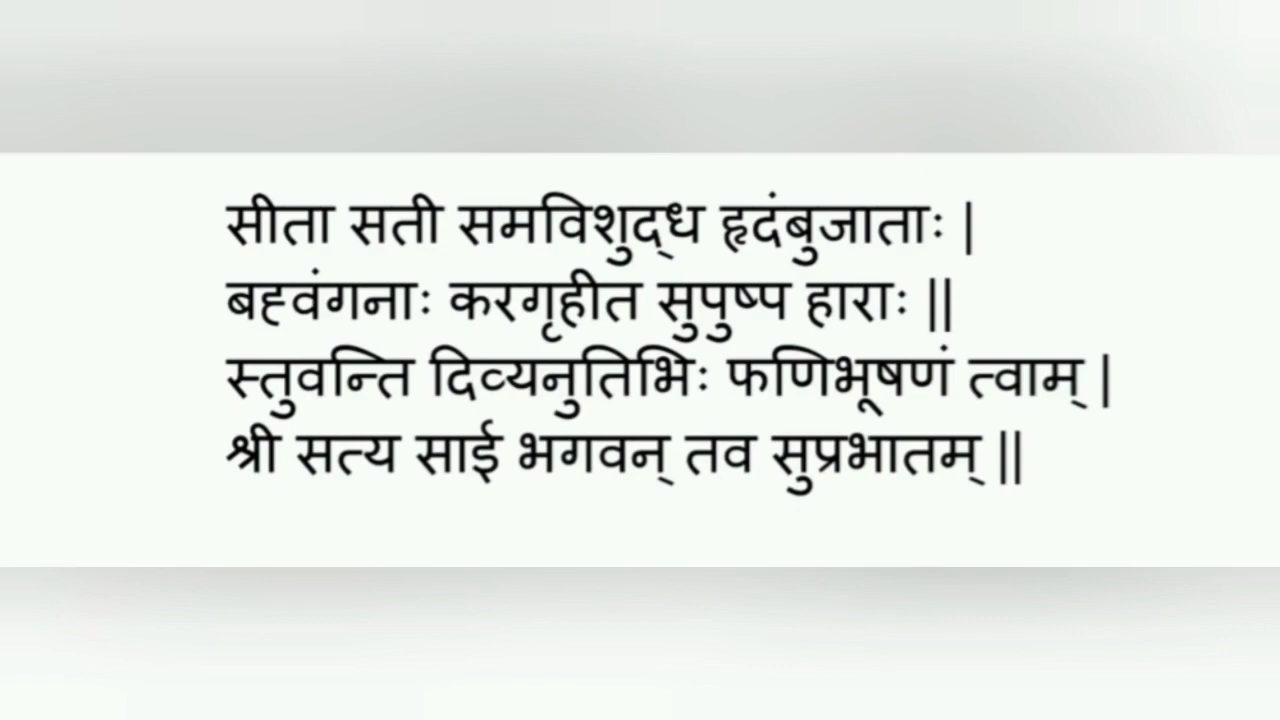 सीता सती समविशुद्ध हृदंबुजाताः |
बह्वंगनाः करगृहीत सुपुष्प हाराः ||
स्तुवन्ति दिव्यनुतिभिः फणिभूषणं त्वाम् |
श्री सत्य साई भगवन् तव सुप्रभातम् ||